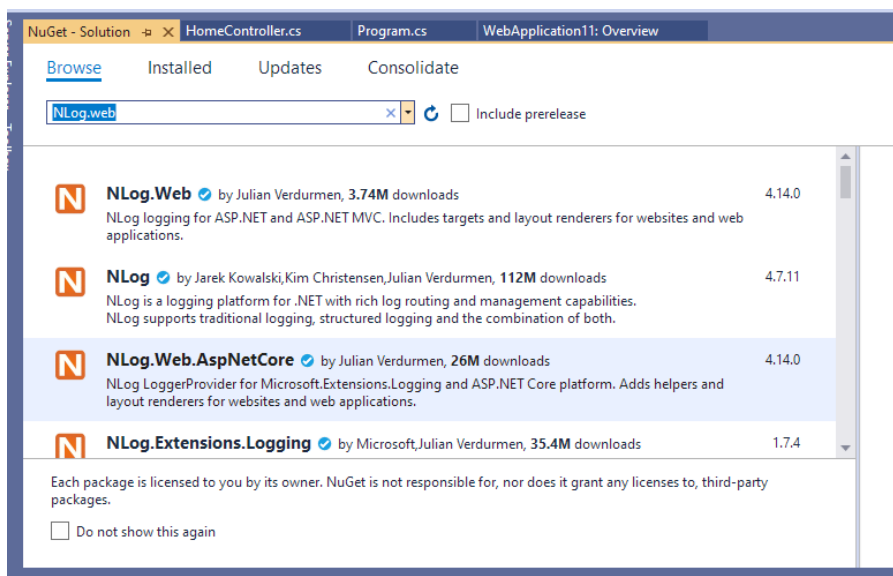 NuGet - Solution
HomeController.cs
Program.cs
WebApplication11: Overview
Browse
Installed
Updates
Consolidate
NLog.web
Include prerelease
N
NLog.Web by Julian Verdurmen, 3.74M downloads
4.14.0
NLog logging for ASP.NET and ASP.NET MVC. Includes targets and layout renderers for websites and web
applications.
N
NLog by Jarek Kowalski,Kim Christensen,Julian Verdurmen, 112M downloads
4.7.11
NLog is a logging platform for .NET with rich log routing and management capabilities.
NLog supports traditional logging, structured logging and the combination of both.
N
NLog.Web.AspNetCore by Julian Verdurmen, 26M downloads
4.14.0
NLog LoggerProvider for Microsoft.Extensions.Logging and ASP.NET Core platform. Adds helpers and
layout renderers for websites and web applications.
N
NLog.Extensions.Logging by Microsoft,Julian Verdurmen, 35.4M downloads
1.7.4
Each package is licensed to you by its owner. NuGet is not responsible for, nor does it grant any licenses to, third-party
packages.
Do not show this again